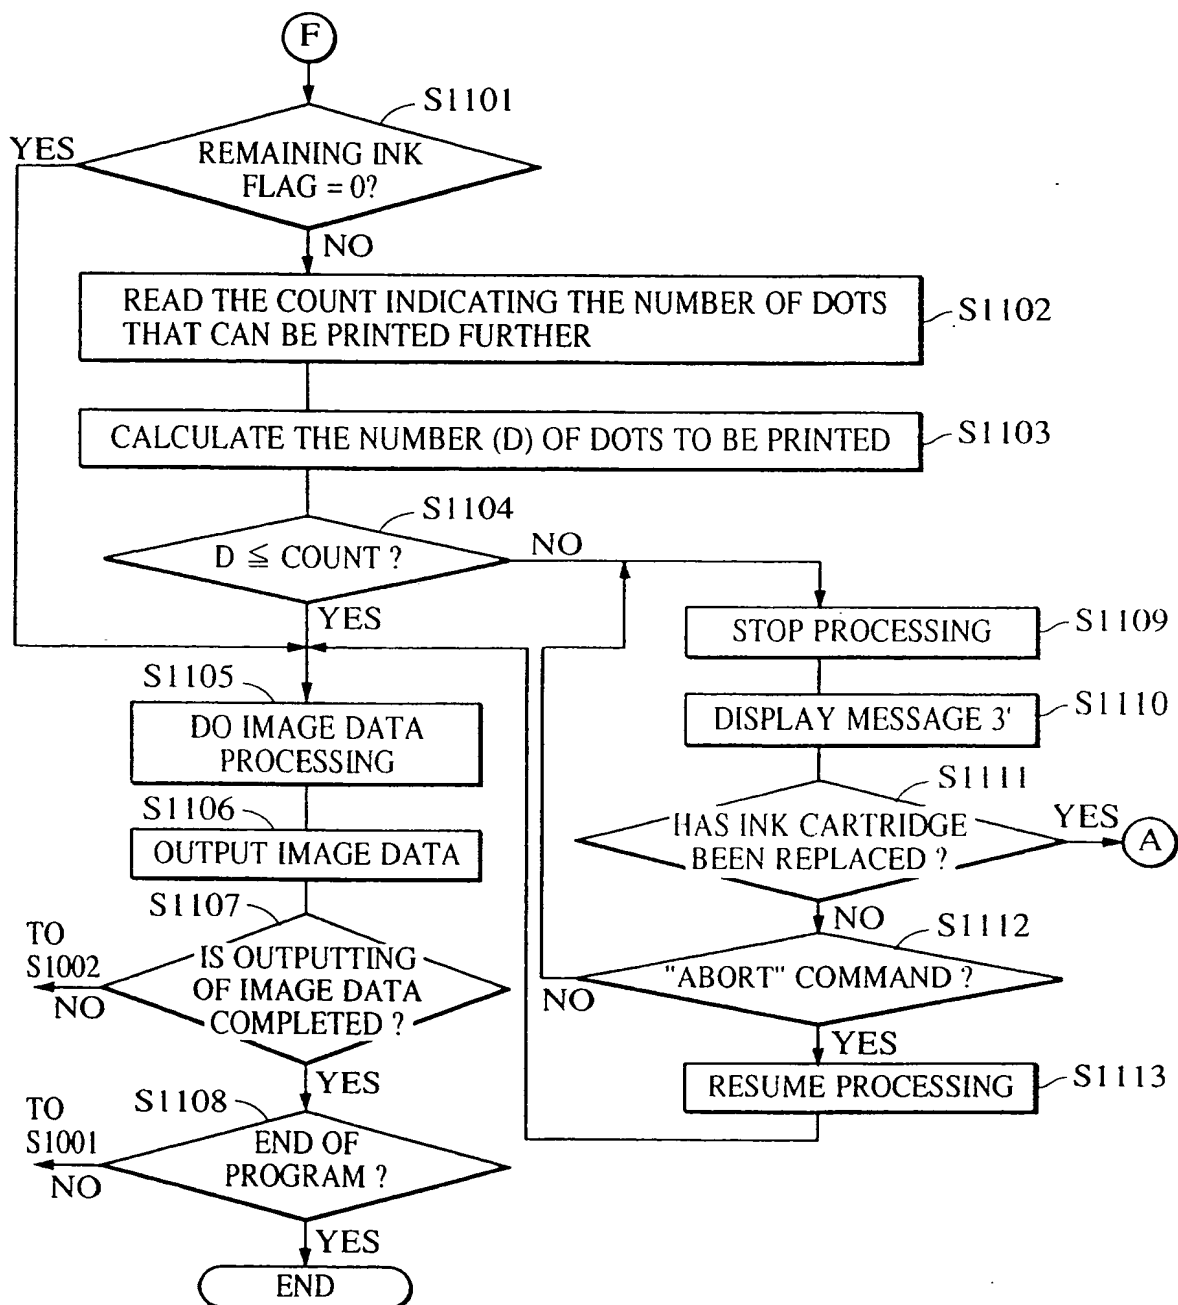 F
S1101
YES
REMAINING INK
FLAG = 0?
NO
READ THE COUNT INDICATING THE NUMBER OF DOTS
THAT CAN BE PRINTED FURTHER
S1102
CALCULATE THE NUMBER (D) OF DOTS TO BE PRINTED
S1103
S1104
D ≦ COUNT ?
NO
YES
S1105
DO IMAGE DATA
PROCESSING
S1106
OUTPUT IMAGE DATA
S1107
IS OUTPUTTING
OF IMAGE DATA
COMPLETED ?
TO
S1002
NO
YES
S1108
END OF
PROGRAM ?
TO
S1001
NO
YES
END
STOP PROCESSING
S1109
DISPLAY MESSAGE 3'
S1110
S1111
HAS INK CARTRIDGE
BEEN REPLACED ?
YES
A
NO
S1112
"ABORT" COMMAND ?
NO
YES
RESUME PROCESSING
S1113